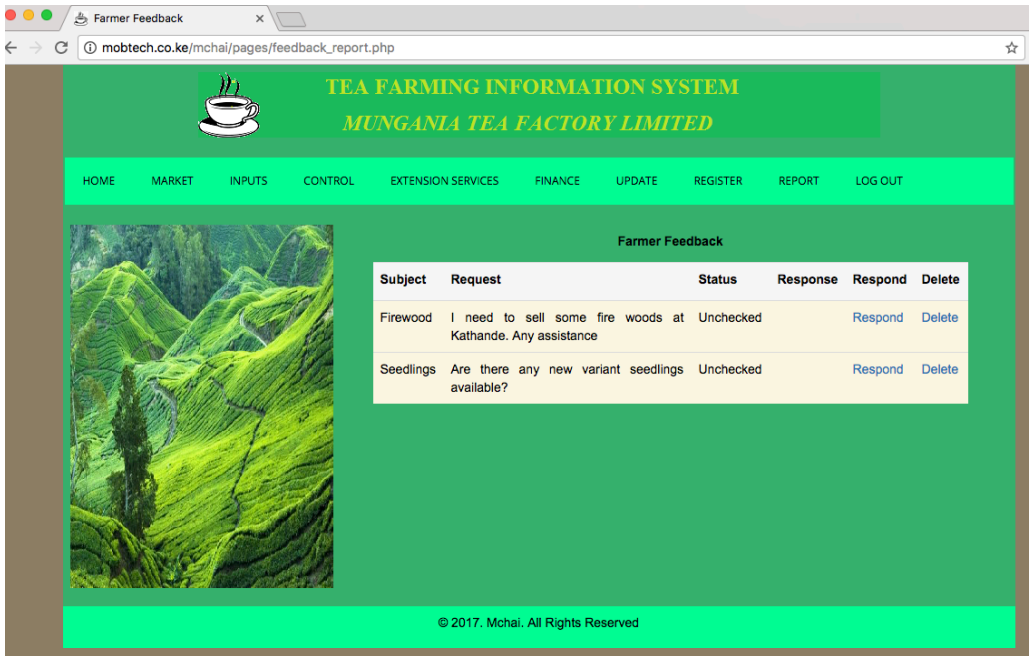 Farmer Feedback
mobtech.co.ke/mchai/pages/feedback_report.php
TEA FARMING INFORMATION SYSTEM
MUNGANIA TEA FACTORY LIMITED
HOME MARKET INPUTS CONTROL EXTENSION SERVICES FINANCE UPDATE REGISTER REPORT LOG OUT
Farmer Feedback
Subject Request Status Response Respond Delete
Firewood I need to sell some fire woods at Unchecked Respond Delete
Kathande. Any assistance
Seedlings Are there any new variant seedlings Unchecked Respond Delete
available?
© 2017. Mchai. All Rights Reserved